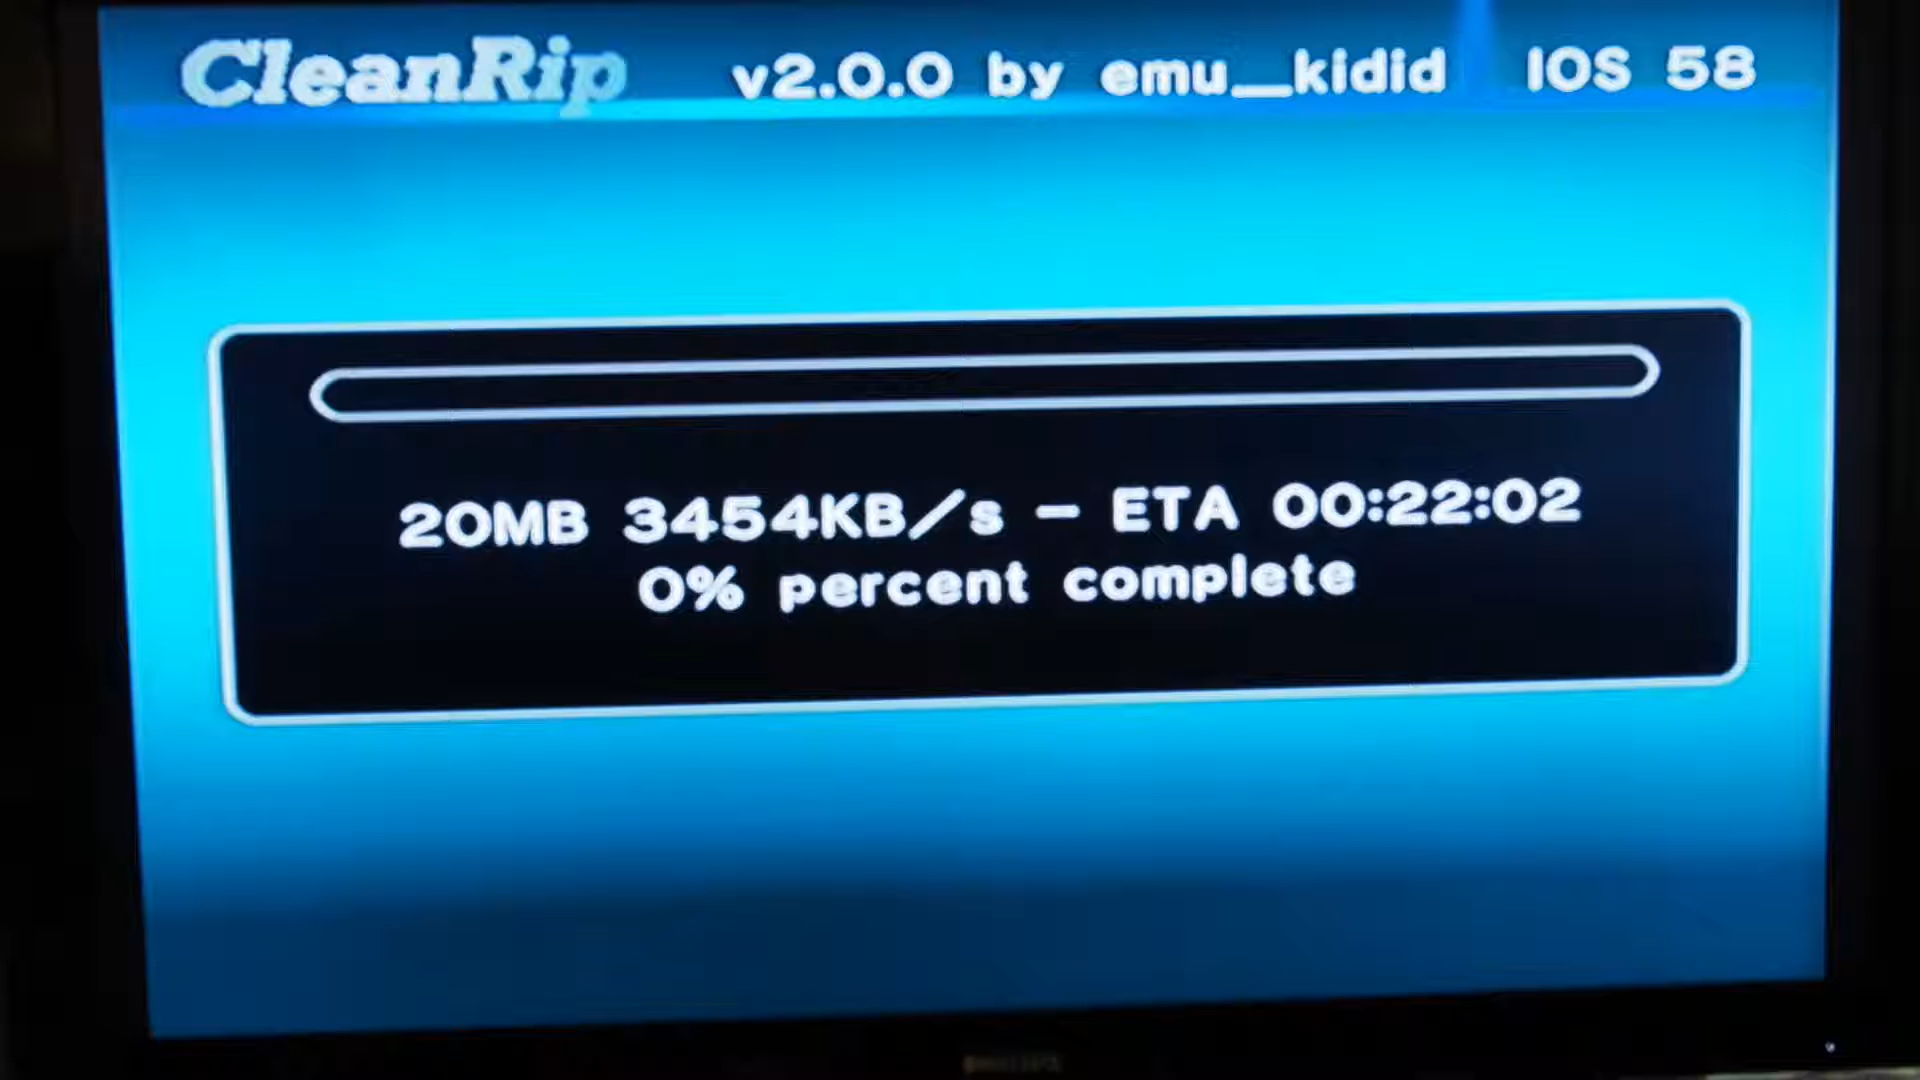 CleanRip v2.0.0 by emu_kidid IOS 58
20MB 3454KB/s - ETA 00:22:02
0% percent complete